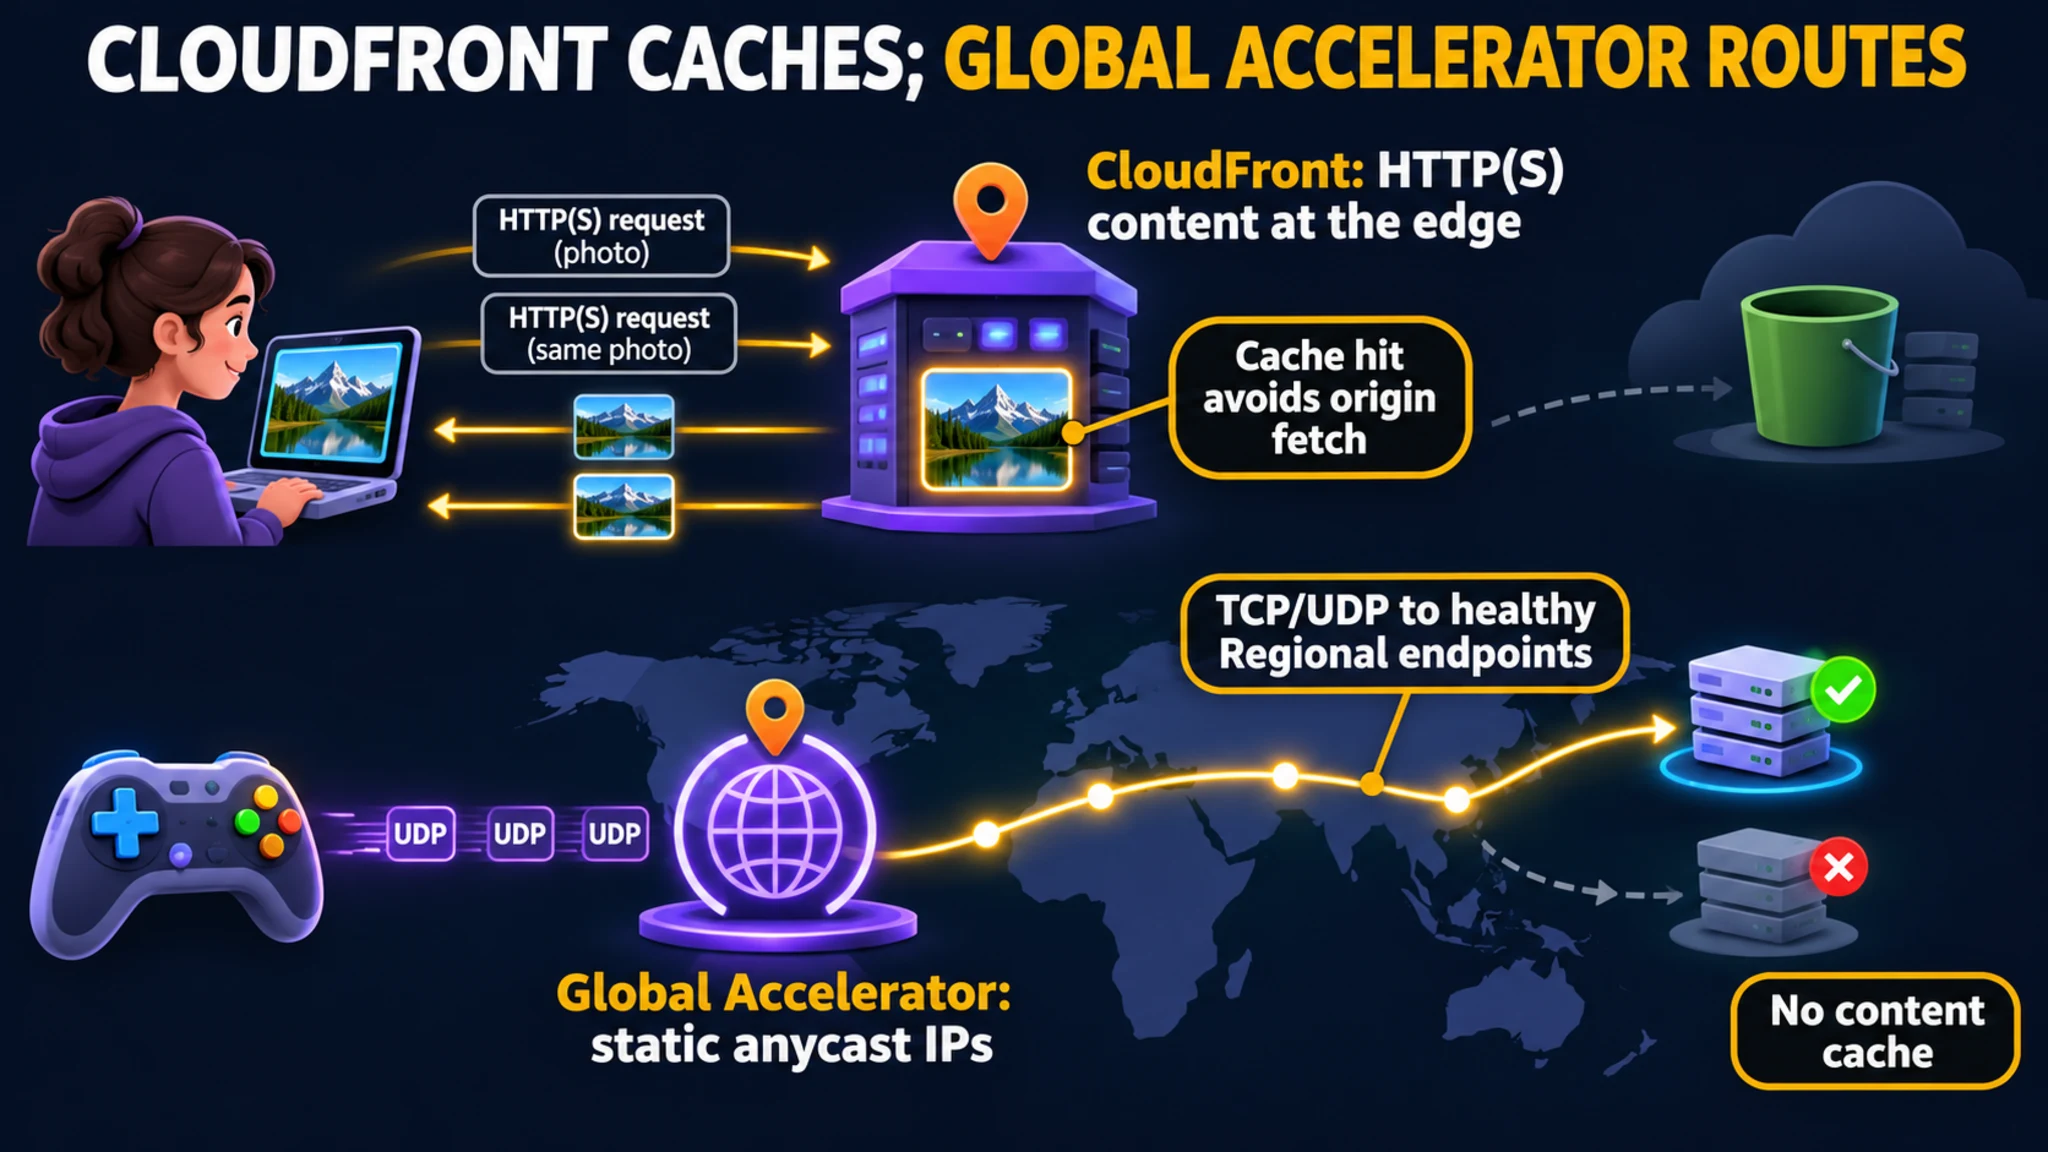 CLOUDFRONT CACHES; GLOBAL ACCELERATOR ROUTES
CloudFront: HTTP(S)
content at the edge
HTTP(S) request
(photo)
HTTP(S) request
(same photo)
Cache hit
avoids origin
fetch
TCP/UDP to healthy
Regional endpoints
UDP
UDP
UDP
Global Accelerator:
static anycast IPs
No content
cache